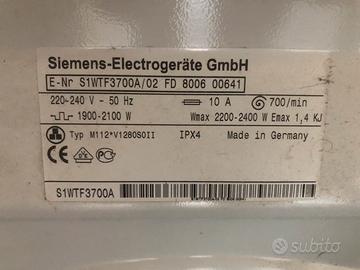 Siemens-Electrogeräte GmbH
E-Nr S1WTF3700A/02 FD 8006 00641
220-240 V - 50 Hz 10 A 700/min
1900-2100 W Wmax 2200-2400 W Emax 1,4 KJ
Typ M112*V1280SOII IPX4 Made in Germany
S1WTF3700A
subito